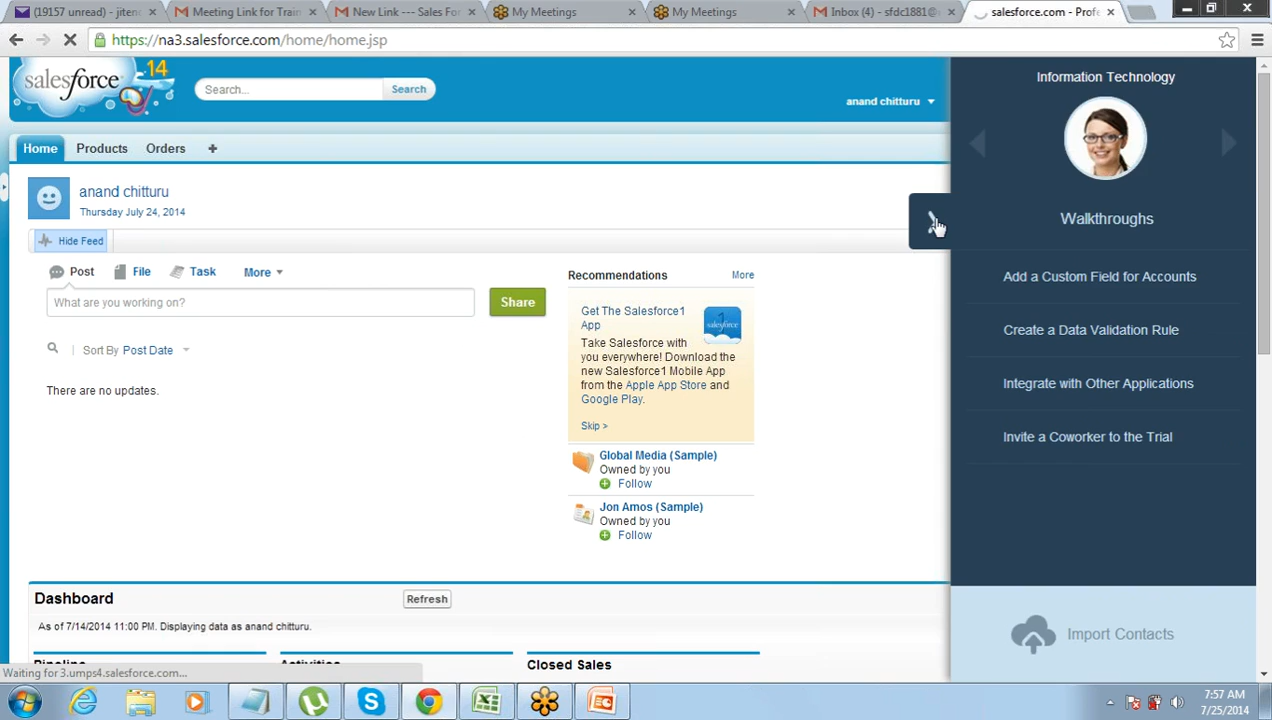 (19157 unread) - jiten
Meeting Link for Train
New Link --- Sales For
My Meetings
My Meetings
Inbox (4) - sfdc1881@
salesforce.com - Profe
https://na3.salesforce.com/home/home.jsp
salesforce 14
Search...
Search
anand chitturu
Home
Products
Orders
+
anand chitturu
Thursday July 24, 2014
Hide Feed
Post
File
Task
More
What are you working on?
Share
Sort By Post Date
There are no updates.
Recommendations
More
Get The Salesforce1
App
salesforce
Take Salesforce with
you everywhere! Download the
new Salesforce1 Mobile App
from the Apple App Store and
Google Play.
Skip >
Global Media (Sample)
Owned by you
Follow
Jon Amos (Sample)
Owned by you
Follow
Information Technology
Walkthroughs
Add a Custom Field for Accounts
Create a Data Validation Rule
Integrate with Other Applications
Invite a Coworker to the Trial
Import Contacts
Dashboard
Refresh
As of 7/14/2014 11:00 PM. Displaying data as anand chitturu.
Pipeline
Activities
Closed Sales
Waiting for 3.umps4.salesforce.com...
7:57 AM
7/25/2014